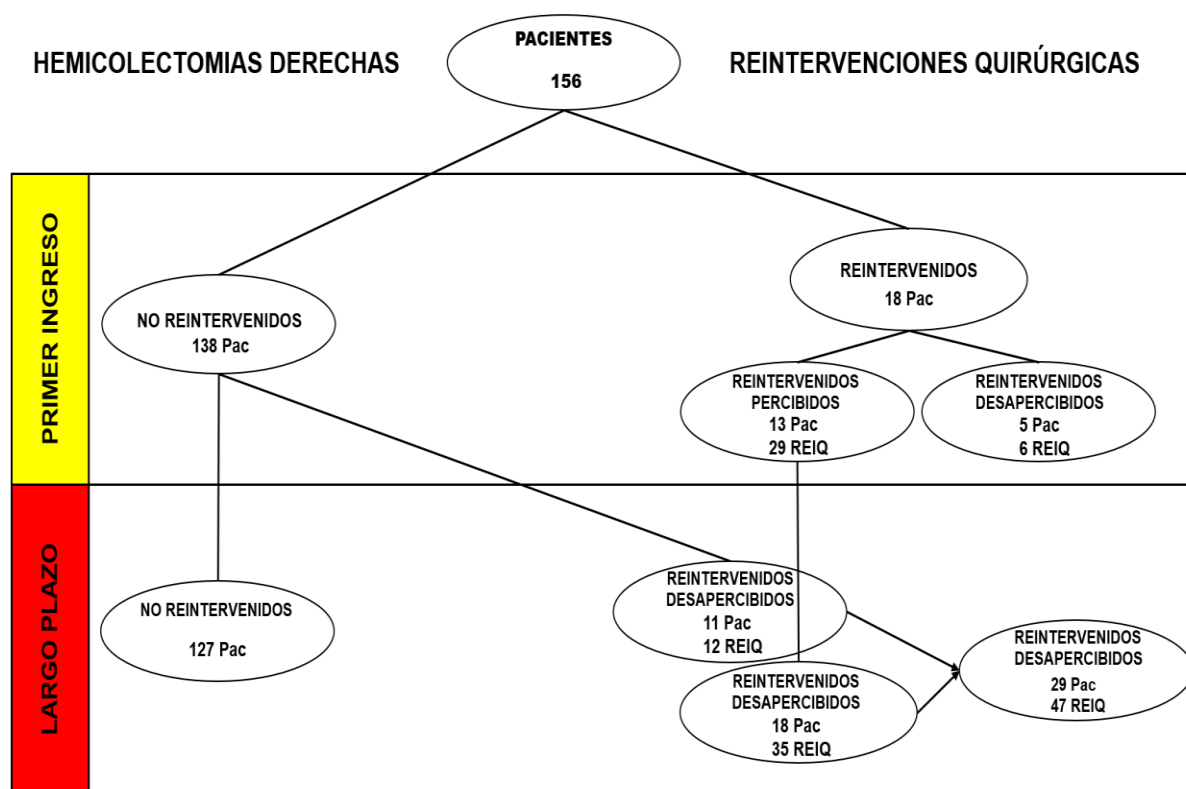 HEMICOLECTOMIAS DERECHAS
PACIENTES
156
REINTERVENCIONES QUIRÚRGICAS
PRIMER INGRESO
NO REINTERVENIDOS
138 Pac
REINTERVENIDOS
18 Pac
REINTERVENIDOS
PERCIBIDOS
13 Pac
29 REIQ
REINTERVENIDOS
DESAPERCIBIDOS
5 Pac
6 REIQ
LARGO PLAZO
NO REINTERVENIDOS
127 Pac
REINTERVENIDOS
DESAPERCIBIDOS
11 Pac
12 REIQ
REINTERVENIDOS
DESAPERCIBIDOS
18 Pac
35 REIQ
REINTERVENIDOS
DESAPERCIBIDOS
29 Pac
47 REIQ